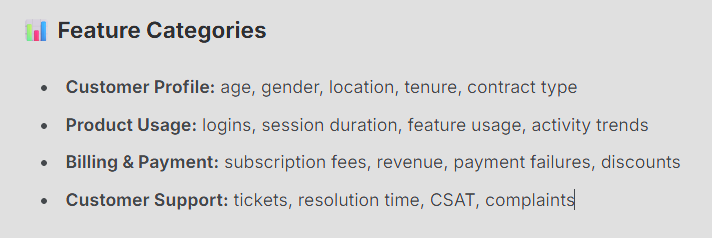 📊 Feature Categories
• Customer Profile: age, gender, location, tenure, contract type
• Product Usage: logins, session duration, feature usage, activity trends
• Billing & Payment: subscription fees, revenue, payment failures, discounts
• Customer Support: tickets, resolution time, CSAT, complaints